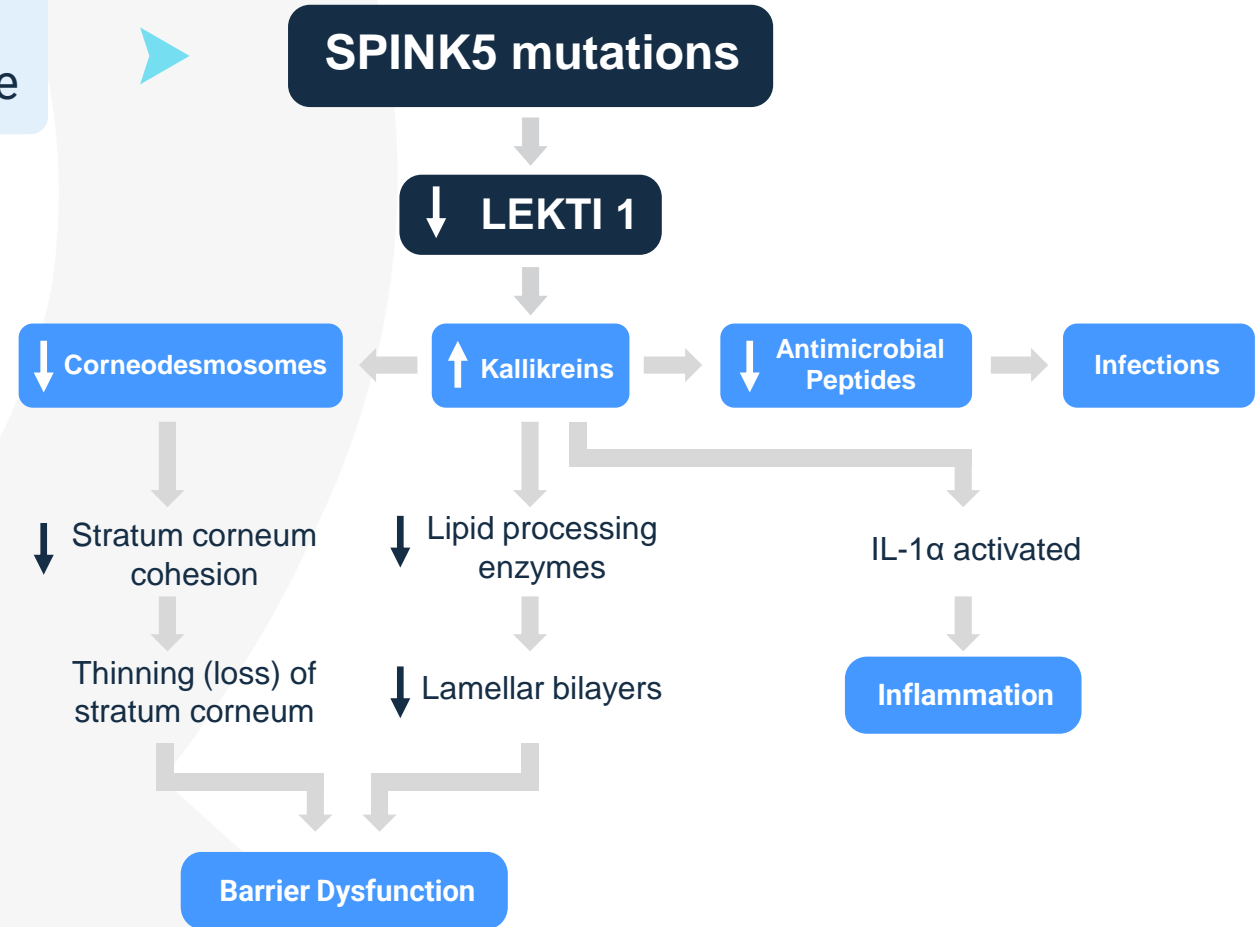 e
SPINK5 mutations
LEKTI 1
Corneodesmosomes
Kallikreins
Antimicrobial
Peptides
Infections
Stratum corneum
cohesion
Lipid processing
enzymes
IL-1α activated
Thinning (loss) of
stratum corneum
Lamellar bilayers
Inflammation
Barrier Dysfunction